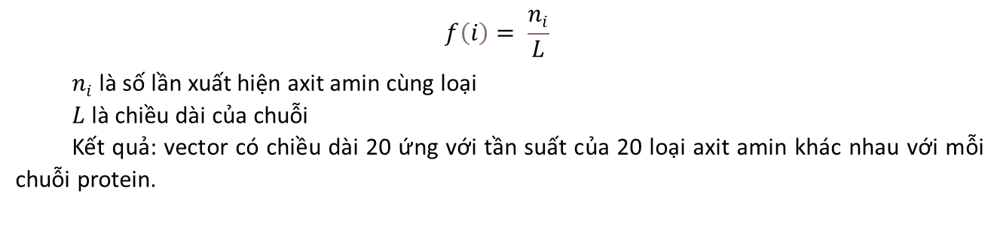 f(i) = n_i / L
n_i là số lần xuất hiện axit amin cùng loại
L là chiều dài của chuỗi
Kết quả: vector có chiều dài 20 ứng với tần suất của 20 loại axit amin khác nhau với mỗi
chuỗi protein.